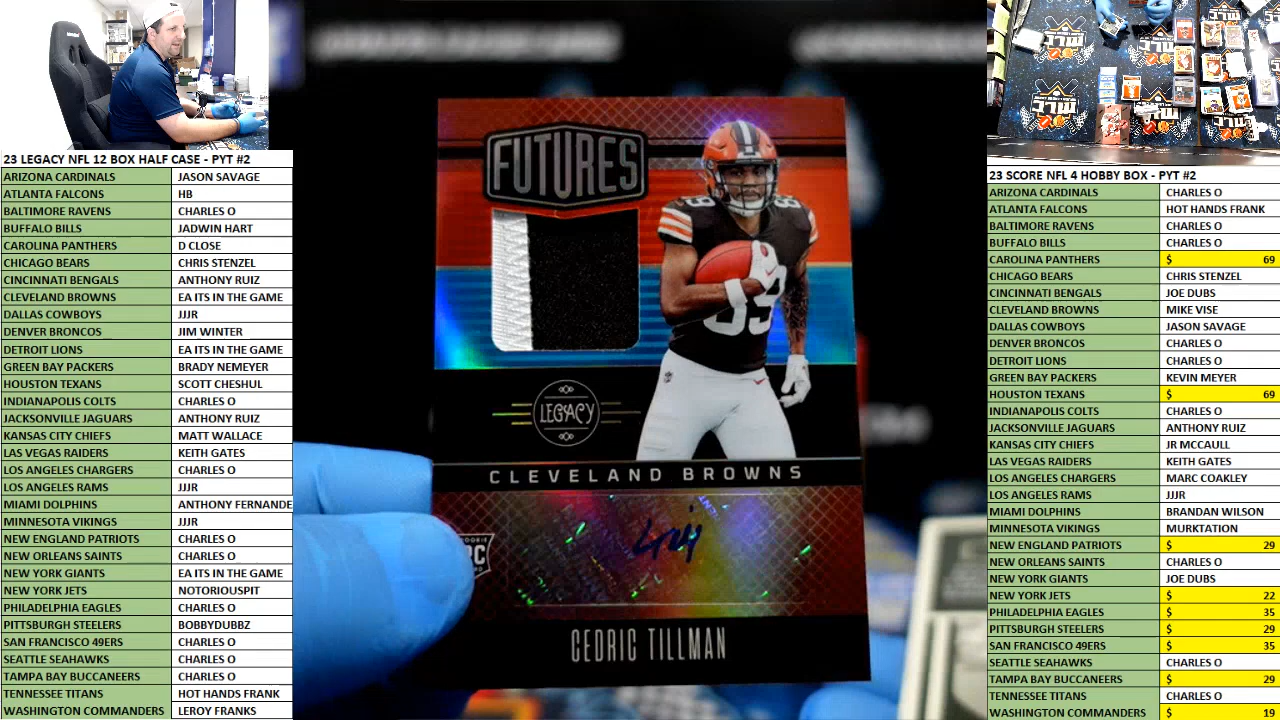 23 LEGACY NFL 12 BOX HALF CASE - PYT #2
ARIZONA CARDINALS JASON SAVAGE
ATLANTA FALCONS HB
BALTIMORE RAVENS CHARLES O
BUFFALO BILLS JADWIN HART
CAROLINA PANTHERS D CLOSE
CHICAGO BEARS CHRIS STENZEL
CINCINNATI BENGALS ANTHONY RUIZ
CLEVELAND BROWNS EA ITS IN THE GAME
DALLAS COWBOYS JJJR
DENVER BRONCOS JIM WINTER
DETROIT LIONS EA ITS IN THE GAME
GREEN BAY PACKERS BRADY NEMEYER
HOUSTON TEXANS SCOTT CHESHUL
INDIANAPOLIS COLTS CHARLES O
JACKSONVILLE JAGUARS ANTHONY RUIZ
KANSAS CITY CHIEFS MATT WALLACE
LAS VEGAS RAIDERS KEITH GATES
LOS ANGELES CHARGERS CHARLES O
LOS ANGELES RAMS JJJR
MIAMI DOLPHINS ANTHONY FERNANDE
MINNESOTA VIKINGS JJJR
NEW ENGLAND PATRIOTS CHARLES O
NEW ORLEANS SAINTS CHARLES O
NEW YORK GIANTS EA ITS IN THE GAME
NEW YORK JETS NOTORIOUSPIT
PHILADELPHIA EAGLES CHARLES O
PITTSBURGH STEELERS BOBBYDUBBZ
SAN FRANCISCO 49ERS CHARLES O
SEATTLE SEAHAWKS CHARLES O
TAMPA BAY BUCCANEERS CHARLES O
TENNESSEE TITANS HOT HANDS FRANK
WASHINGTON COMMANDERS LEROY FRANKS
FUTURES
89
LEGACY
CLEVELAND BROWNS
RC
CEDRIC TILLMAN
23 SCORE NFL 4 HOBBY BOX - PYT #2
ARIZONA CARDINALS CHARLES O
ATLANTA FALCONS HOT HANDS FRANK
BALTIMORE RAVENS CHARLES O
BUFFALO BILLS CHARLES O
CAROLINA PANTHERS $ 69
CHICAGO BEARS CHRIS STENZEL
CINCINNATI BENGALS JOE DUBS
CLEVELAND BROWNS MIKE VISE
DALLAS COWBOYS JASON SAVAGE
DENVER BRONCOS CHARLES O
DETROIT LIONS CHARLES O
GREEN BAY PACKERS KEVIN MEYER
HOUSTON TEXANS $ 69
INDIANAPOLIS COLTS CHARLES O
JACKSONVILLE JAGUARS ANTHONY RUIZ
KANSAS CITY CHIEFS JR MCCAULL
LAS VEGAS RAIDERS KEITH GATES
LOS ANGELES CHARGERS MARC COAKLEY
LOS ANGELES RAMS JJJR
MIAMI DOLPHINS BRANDAN WILSON
MINNESOTA VIKINGS MURKTATION
NEW ENGLAND PATRIOTS $ 29
NEW ORLEANS SAINTS CHARLES O
NEW YORK GIANTS JOE DUBS
NEW YORK JETS $ 22
PHILADELPHIA EAGLES $ 35
PITTSBURGH STEELERS $ 29
SAN FRANCISCO 49ERS $ 35
SEATTLE SEAHAWKS CHARLES O
TAMPA BAY BUCCANEERS $ 29
TENNESSEE TITANS CHARLES O
WASHINGTON COMMANDERS $ 19